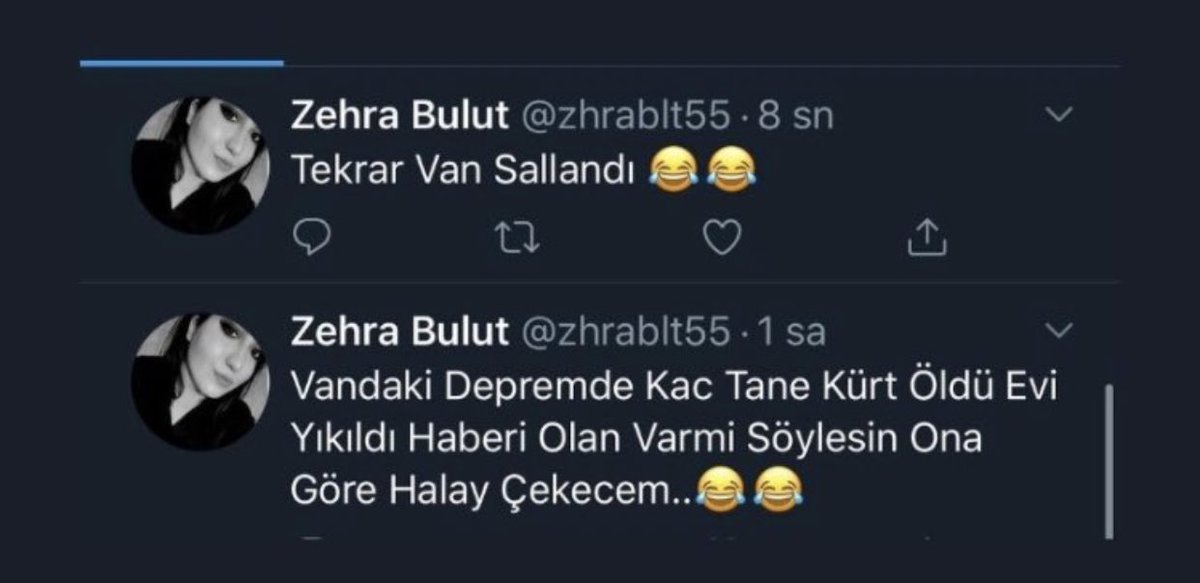 Zehra Bulut @zhrablt55 · 8 sn
Tekrar Van Sallandı 😂😂
Zehra Bulut @zhrablt55 · 1 sa
Vandaki Depremde Kac Tane Kürt Öldü Evi
Yıkıldı Haberi Olan Varmi Söylesin Ona
Göre Halay Çekecem..😂😂